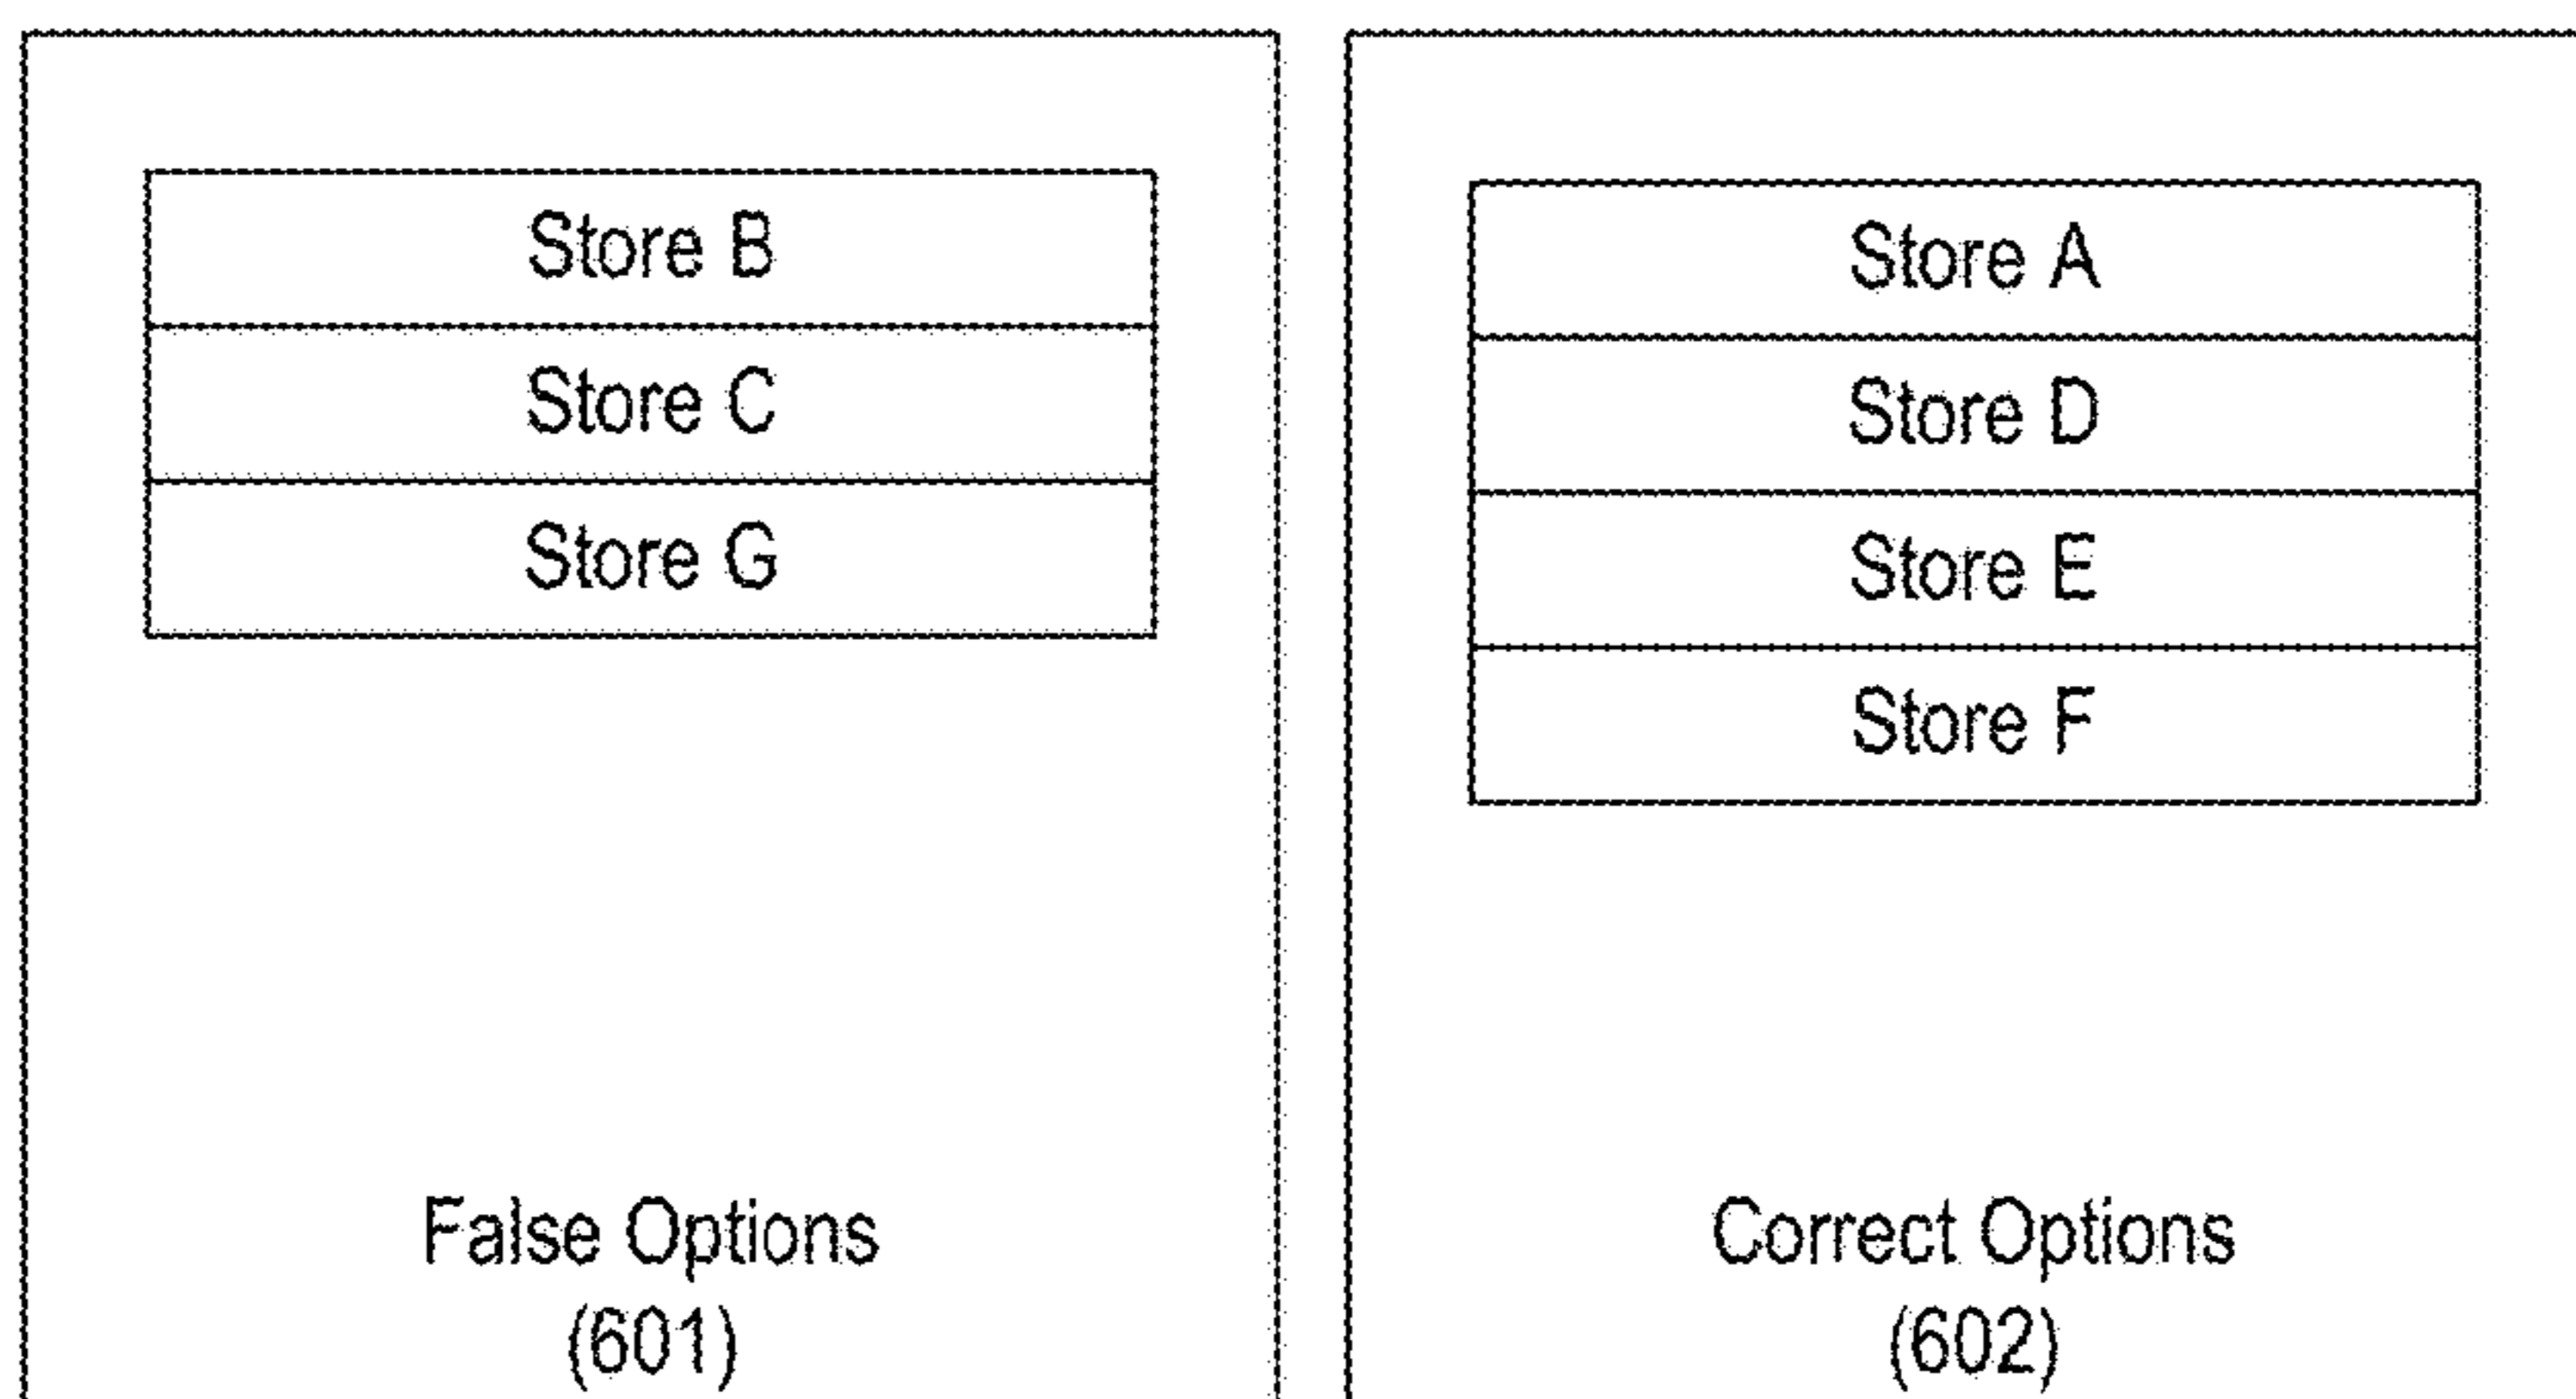 Store B
Store C
Store G
False Options
(601)
Store A
Store D
Store E
Store F
Correct Options
(602)